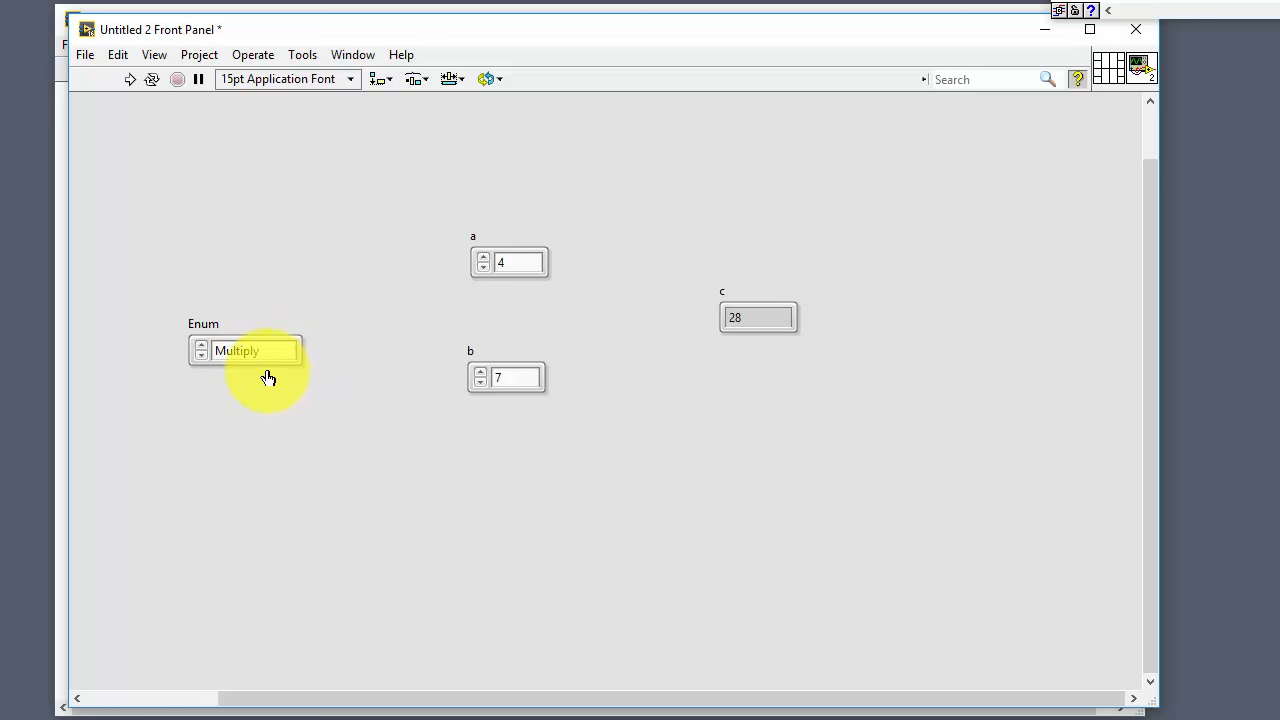 Untitled 2 Front Panel *
File Edit View Project Operate Tools Window Help
15pt Application Font
Search
?
?
2
a
4
c
28
Enum
Multiply
b
7